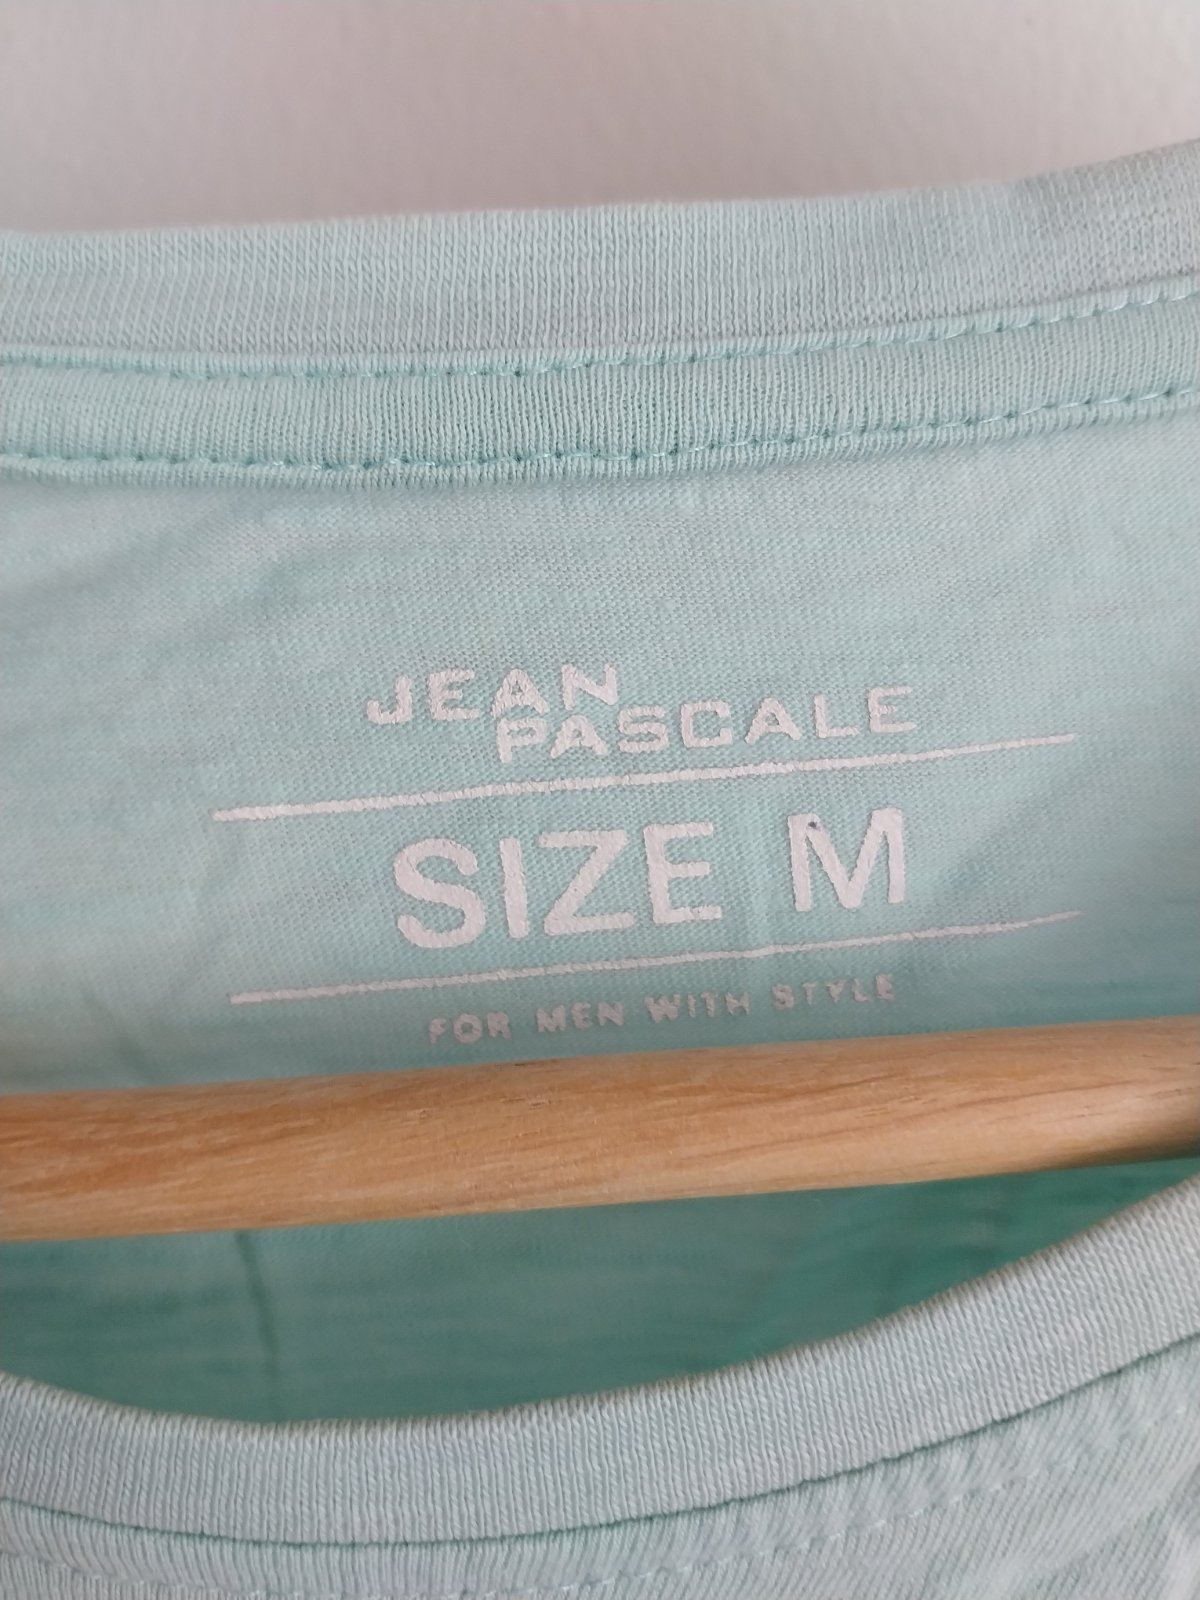 JEAN
PASCALE
SIZE M
FOR MEN WITH STYLE